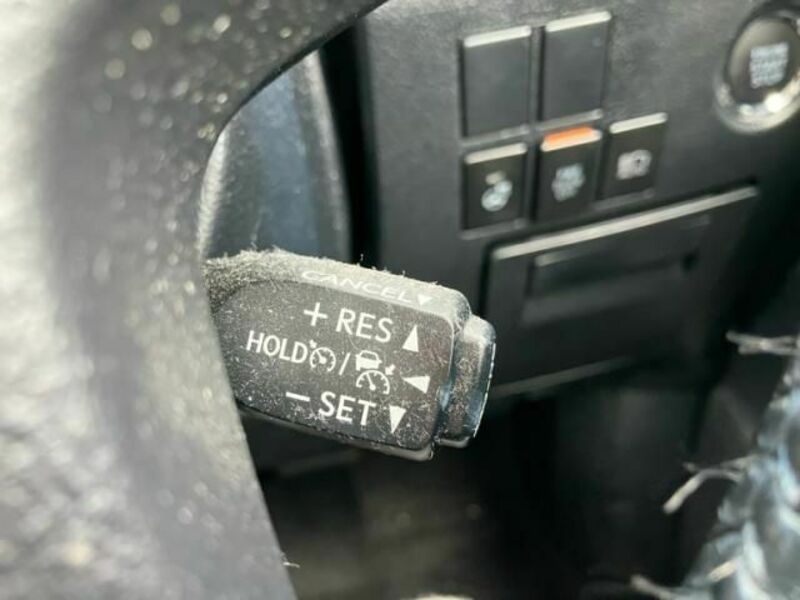 CANCEL▼
+ RES ▲
HOLD / ◀
− SET ▼